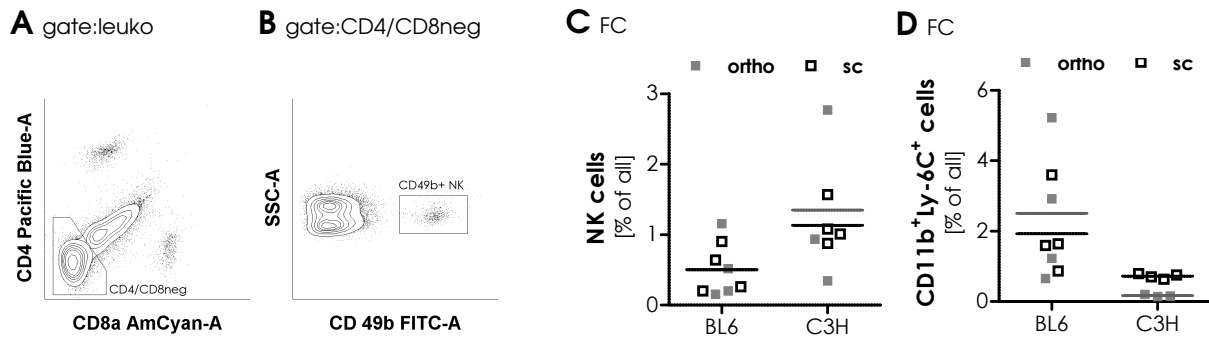 A gate:leuko
CD4 Pacific Blue-A
CD4/CD8neg
CD8a AmCyan-A
B gate:CD4/CD8neg
SSC-A
CD49b+ NK
CD 49b FITC-A
C FC
ortho sc
NK cells
[% of all]
3
2
1
0
BL6 C3H
D FC
ortho sc
CD11b⁺Ly-6C⁺ cells
[% of all]
6
4
2
0
BL6 C3H